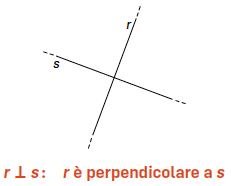 r
s
r ⊥ s: r è perpendicolare a s